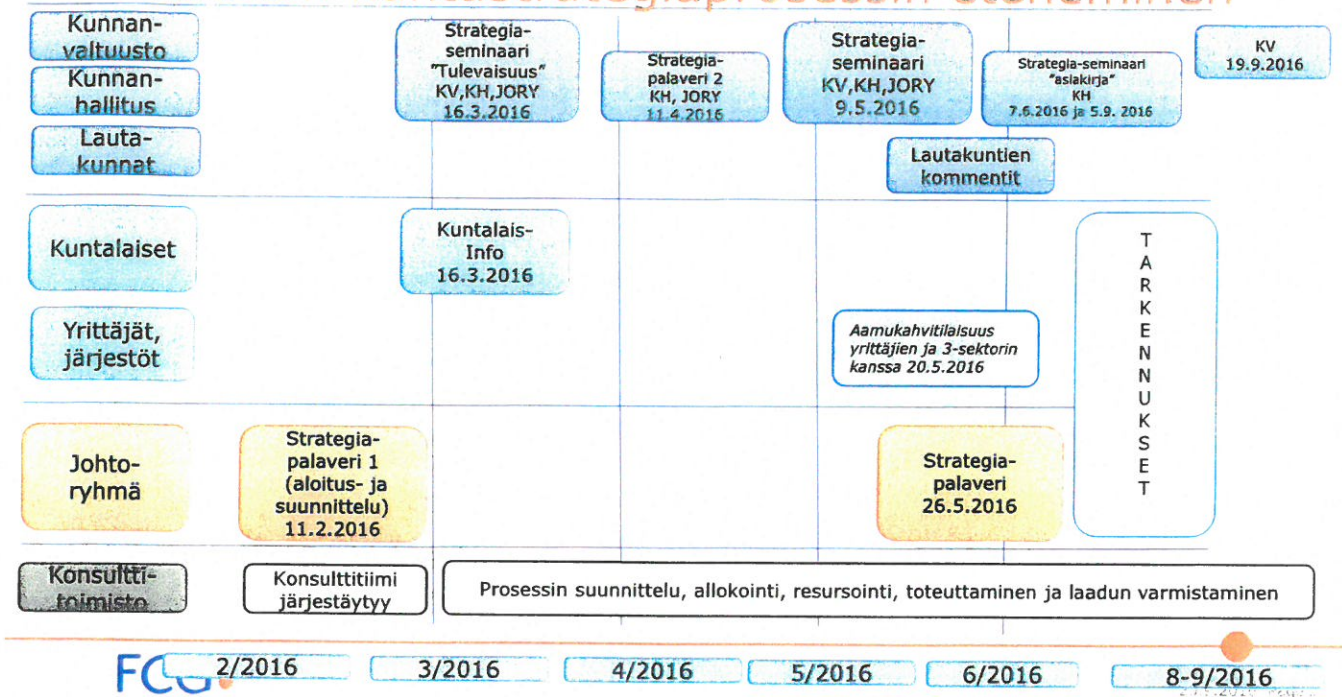 Kunnan-
valtuusto
Kunnan-
hallitus
Lauta-
kunnat
Strategia-
seminaari
"Tulevaisuus"
KV,KH,JORY
16.3.2016
Strategia-
palaveri 2
KH, JORY
11.4.2016
Strategia-
seminaari
KV,KH,JORY
9.5.2016
Strategia-seminaari
"asiakirja"
KH
7.6.2016 ja 5.9. 2016
KV
19.9.2016
Lautakuntien
kommentit
Kuntalaiset
Kuntalais-
Info
16.3.2016
Yrittäjät,
järjestöt
Aamukahvitilaisuus
yrittäjien ja 3-sektorin
kanssa 20.5.2016
T
A
R
K
E
N
N
U
K
S
E
T
Johto-
ryhmä
Strategia-
palaveri 1
(aloitus- ja
suunnittelu)
11.2.2016
Strategia-
palaveri
26.5.2016
Konsultti-
toimisto
Konsulttitiimi
järjestäytyy
Prosessin suunnittelu, allokointi, resursointi, toteuttaminen ja laadun varmistaminen
FCG
2/2016
3/2016
4/2016
5/2016
6/2016
8-9/2016